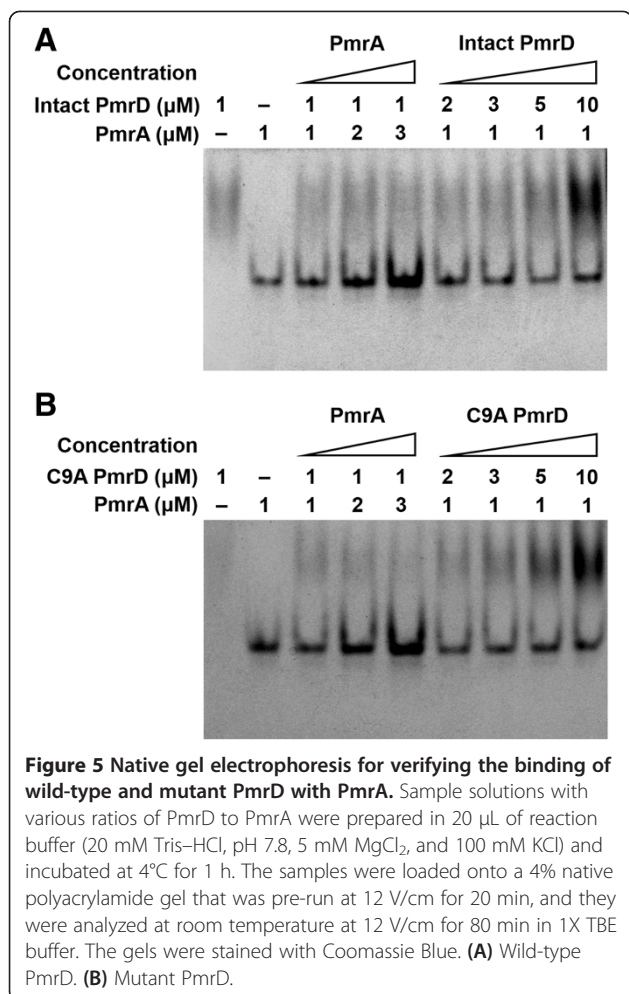 A
PmrA Intact PmrD
Concentration
Intact PmrD (µM) 1 – 1 1 1 2 3 5 10
PmrA (µM) – 1 1 2 3 1 1 1 1
B
PmrA C9A PmrD
Concentration
C9A PmrD (µM) 1 – 1 1 1 2 3 5 10
PmrA (µM) – 1 1 2 3 1 1 1 1
Figure 5 Native gel electrophoresis for verifying the binding of
wild-type and mutant PmrD with PmrA. Sample solutions with
various ratios of PmrD to PmrA were prepared in 20 μL of reaction
buffer (20 mM Tris–HCl, pH 7.8, 5 mM MgCl₂, and 100 mM KCl) and
incubated at 4°C for 1 h. The samples were loaded onto a 4% native
polyacrylamide gel that was pre-run at 12 V/cm for 20 min, and they
were analyzed at room temperature at 12 V/cm for 80 min in 1X TBE
buffer. The gels were stained with Coomassie Blue. (A) Wild-type
PmrD. (B) Mutant PmrD.